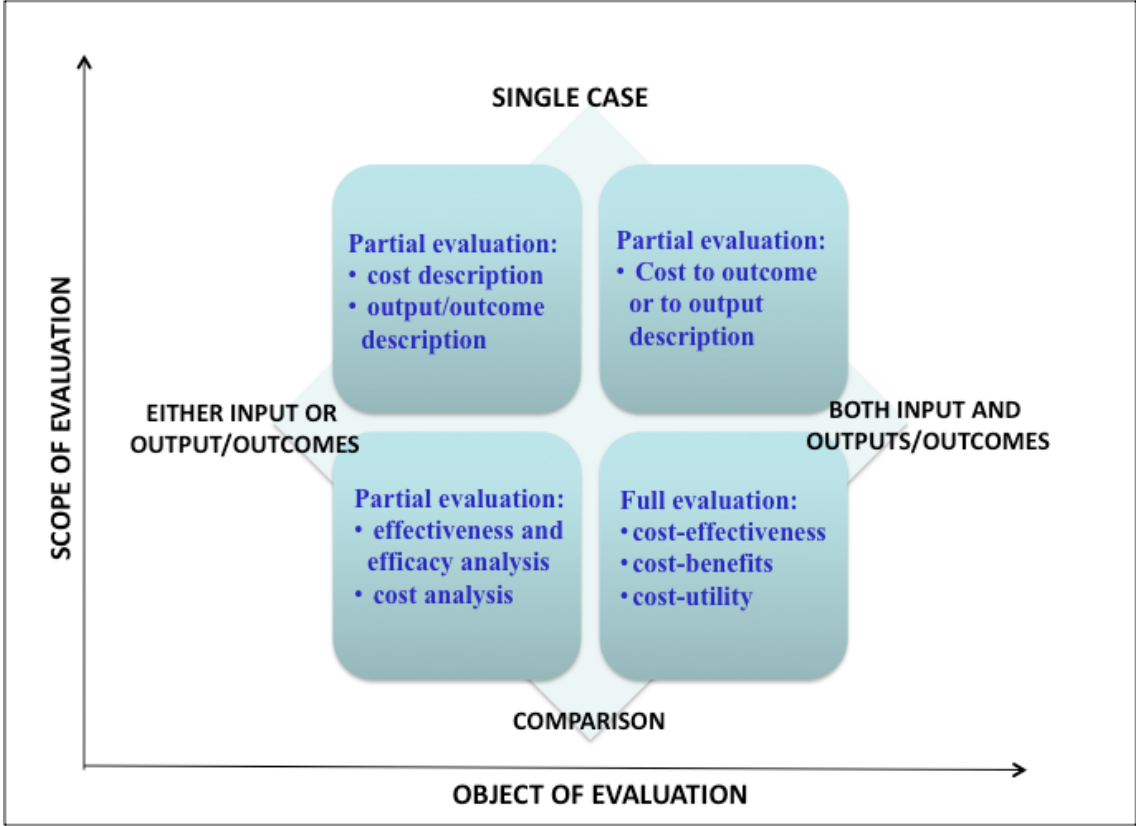 SINGLE CASE
Partial evaluation:
• cost description
• output/outcome
description
Partial evaluation:
• Cost to outcome
or to output
description
SCOPE OF EVALUATION
EITHER INPUT OR
OUTPUT/OUTCOMES
BOTH INPUT AND
OUTPUTS/OUTCOMES
Partial evaluation:
• effectiveness and
efficacy analysis
• cost analysis
Full evaluation:
•cost-effectiveness
•cost-benefits
•cost-utility
COMPARISON
OBJECT OF EVALUATION